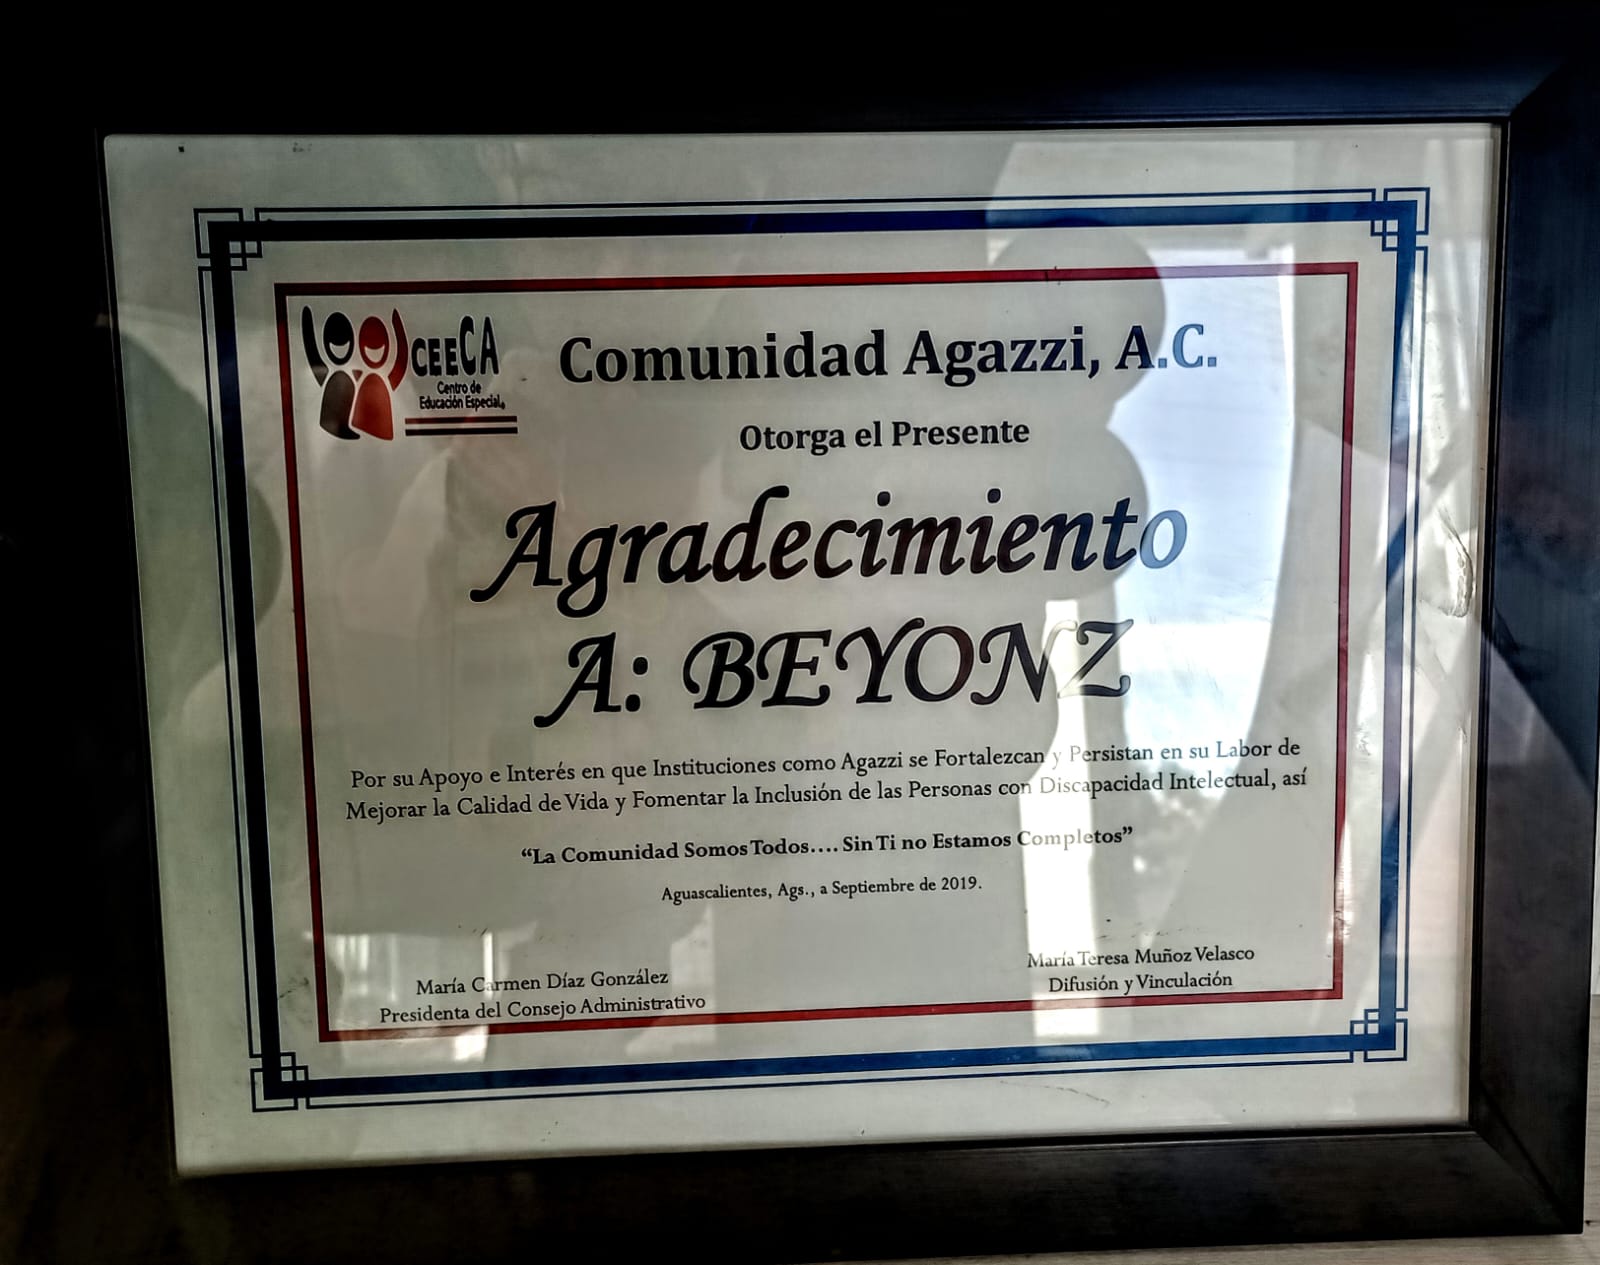 CEECA
Centro de
Educación Especial
Comunidad Agazzi, A.C.
Otorga el Presente
Agradecimiento
A: BEYONZ
Por su Apoyo e Interés en que Instituciones como Agazzi se Fortalezcan y Persistan en su Labor de
Mejorar la Calidad de Vida y Fomentar la Inclusión de las Personas con Discapacidad Intelectual, así
“La Comunidad Somos Todos.... Sin Ti no Estamos Completos”
Aguascalientes, Ags., a Septiembre de 2019.
María Carmen Díaz González
Presidenta del Consejo Administrativo
María Teresa Muñoz Velasco
Difusión y Vinculación